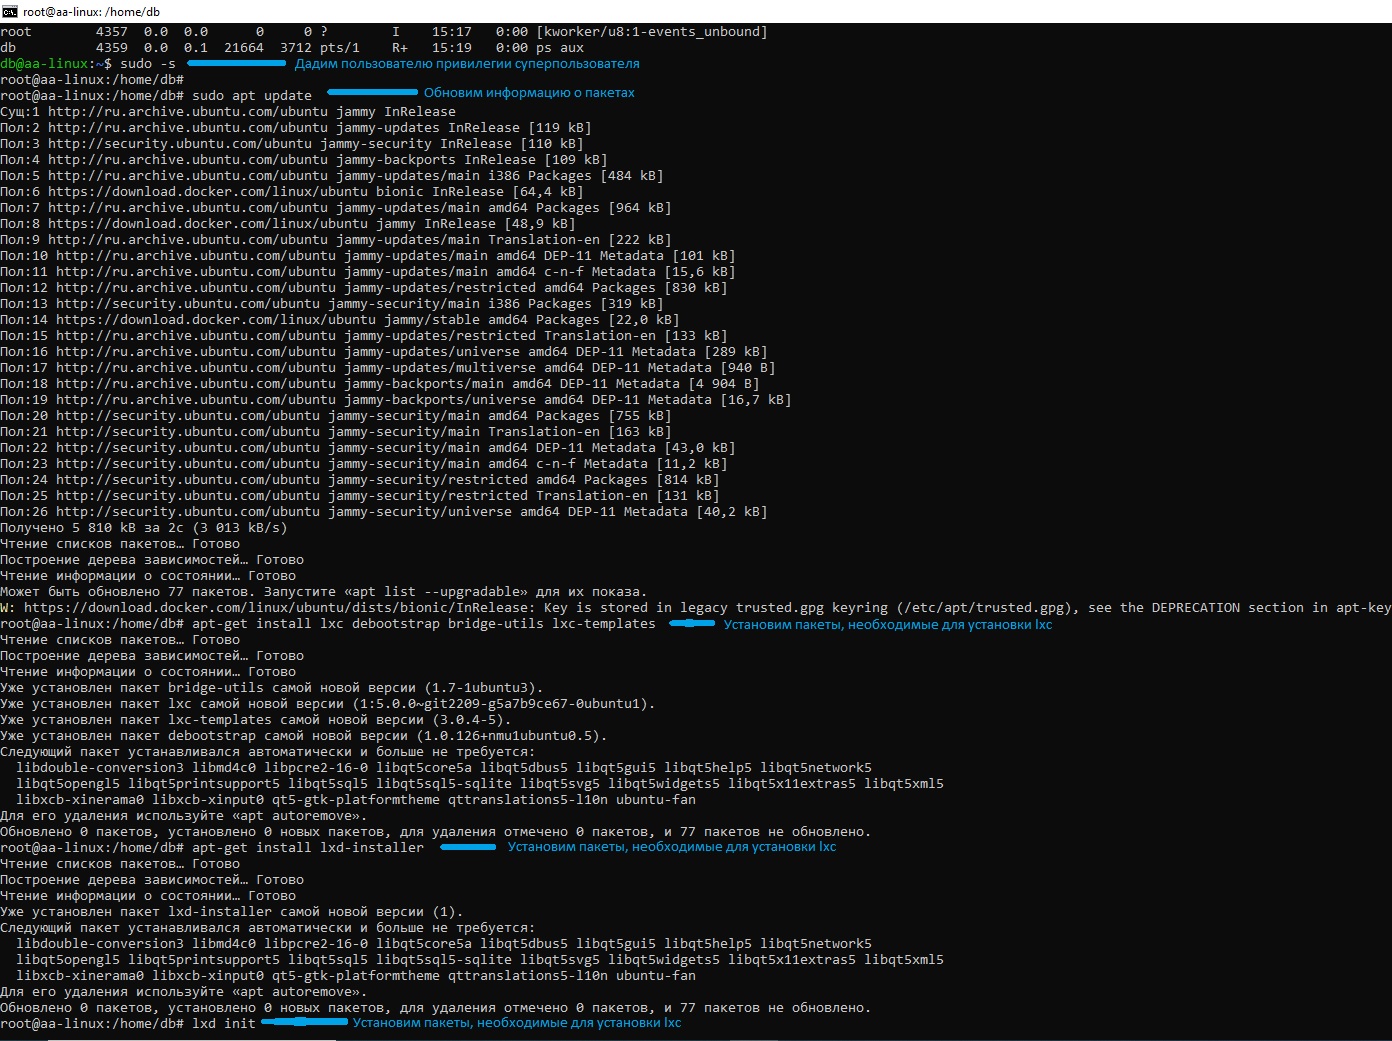 root@aa-linux: /home/db
root 4357 0.0 0.0 0 0 ? I 15:17 0:00 [kworker/u8:1-events_unbound]
db 4359 0.0 0.1 21664 3712 pts/1 R+ 15:19 0:00 ps aux
db@aa-linux:~$ sudo -s Дадим пользователю привилегии суперпользователя
root@aa-linux:/home/db#
root@aa-linux:/home/db# sudo apt update Обновим информацию о пакетах
Сущ:1 http://ru.archive.ubuntu.com/ubuntu jammy InRelease
Пол:2 http://ru.archive.ubuntu.com/ubuntu jammy-updates InRelease [119 kB]
Пол:3 http://security.ubuntu.com/ubuntu jammy-security InRelease [110 kB]
Пол:4 http://ru.archive.ubuntu.com/ubuntu jammy-backports InRelease [109 kB]
Пол:5 http://ru.archive.ubuntu.com/ubuntu jammy-updates/main i386 Packages [484 kB]
Пол:6 https://download.docker.com/linux/ubuntu bionic InRelease [64,4 kB]
Пол:7 http://ru.archive.ubuntu.com/ubuntu jammy-updates/main amd64 Packages [964 kB]
Пол:8 https://download.docker.com/linux/ubuntu jammy InRelease [48,9 kB]
Пол:9 http://ru.archive.ubuntu.com/ubuntu jammy-updates/main Translation-en [222 kB]
Пол:10 http://ru.archive.ubuntu.com/ubuntu jammy-updates/main amd64 DEP-11 Metadata [101 kB]
Пол:11 http://ru.archive.ubuntu.com/ubuntu jammy-updates/main amd64 c-n-f Metadata [15,6 kB]
Пол:12 http://ru.archive.ubuntu.com/ubuntu jammy-updates/restricted amd64 Packages [830 kB]
Пол:13 http://security.ubuntu.com/ubuntu jammy-security/main i386 Packages [319 kB]
Пол:14 https://download.docker.com/linux/ubuntu jammy/stable amd64 Packages [22,0 kB]
Пол:15 http://ru.archive.ubuntu.com/ubuntu jammy-updates/restricted Translation-en [133 kB]
Пол:16 http://ru.archive.ubuntu.com/ubuntu jammy-updates/universe amd64 DEP-11 Metadata [289 kB]
Пол:17 http://ru.archive.ubuntu.com/ubuntu jammy-updates/multiverse amd64 DEP-11 Metadata [940 B]
Пол:18 http://ru.archive.ubuntu.com/ubuntu jammy-backports/main amd64 DEP-11 Metadata [4 904 B]
Пол:19 http://ru.archive.ubuntu.com/ubuntu jammy-backports/universe amd64 DEP-11 Metadata [16,7 kB]
Пол:20 http://security.ubuntu.com/ubuntu jammy-security/main amd64 Packages [755 kB]
Пол:21 http://security.ubuntu.com/ubuntu jammy-security/main Translation-en [163 kB]
Пол:22 http://security.ubuntu.com/ubuntu jammy-security/main amd64 DEP-11 Metadata [43,0 kB]
Пол:23 http://security.ubuntu.com/ubuntu jammy-security/main amd64 c-n-f Metadata [11,2 kB]
Пол:24 http://security.ubuntu.com/ubuntu jammy-security/restricted amd64 Packages [814 kB]
Пол:25 http://security.ubuntu.com/ubuntu jammy-security/restricted Translation-en [131 kB]
Пол:26 http://security.ubuntu.com/ubuntu jammy-security/universe amd64 DEP-11 Metadata [40,2 kB]
Получено 5 810 kB за 2с (3 013 kB/s)
Чтение списков пакетов… Готово
Построение дерева зависимостей… Готово
Чтение информации о состоянии… Готово
Может быть обновлено 77 пакетов. Запустите «apt list --upgradable» для их показа.
W: https://download.docker.com/linux/ubuntu/dists/bionic/InRelease: Key is stored in legacy trusted.gpg keyring (/etc/apt/trusted.gpg), see the DEPRECATION section in apt-key
root@aa-linux:/home/db# apt-get install lxc debootstrap bridge-utils lxc-templates Установим пакеты, необходимые для установки lxc
Чтение списков пакетов… Готово
Построение дерева зависимостей… Готово
Чтение информации о состоянии… Готово
Уже установлен пакет bridge-utils самой новой версии (1.7-1ubuntu3).
Уже установлен пакет lxc самой новой версии (1:5.0.0~git2209-g5a7b9ce67-0ubuntu1).
Уже установлен пакет lxc-templates самой новой версии (3.0.4-5).
Уже установлен пакет debootstrap самой новой версии (1.0.126+nmu1ubuntu0.5).
Следующий пакет устанавливался автоматически и больше не требуется:
libdouble-conversion3 libmd4c0 libpcre2-16-0 libqt5core5a libqt5dbus5 libqt5gui5 libqt5help5 libqt5network5
libqt5opengl5 libqt5printsupport5 libqt5sql5 libqt5sql5-sqlite libqt5svg5 libqt5widgets5 libqt5x11extras5 libqt5xml5
libxcb-xinerama0 libxcb-xinput0 qt5-gtk-platformtheme qttranslations5-l10n ubuntu-fan
Для его удаления используйте «apt autoremove».
Обновлено 0 пакетов, установлено 0 новых пакетов, для удаления отмечено 0 пакетов, и 77 пакетов не обновлено.
root@aa-linux:/home/db# apt-get install lxd-installer Установим пакеты, необходимые для установки lxc
Чтение списков пакетов… Готово
Построение дерева зависимостей… Готово
Чтение информации о состоянии… Готово
Уже установлен пакет lxd-installer самой новой версии (1).
Следующий пакет устанавливался автоматически и больше не требуется:
libdouble-conversion3 libmd4c0 libpcre2-16-0 libqt5core5a libqt5dbus5 libqt5gui5 libqt5help5 libqt5network5
libqt5opengl5 libqt5printsupport5 libqt5sql5 libqt5sql5-sqlite libqt5svg5 libqt5widgets5 libqt5x11extras5 libqt5xml5
libxcb-xinerama0 libxcb-xinput0 qt5-gtk-platformtheme qttranslations5-l10n ubuntu-fan
Для его удаления используйте «apt autoremove».
Обновлено 0 пакетов, установлено 0 новых пакетов, для удаления отмечено 0 пакетов, и 77 пакетов не обновлено.
root@aa-linux:/home/db# lxd init Установим пакеты, необходимые для установки lxc